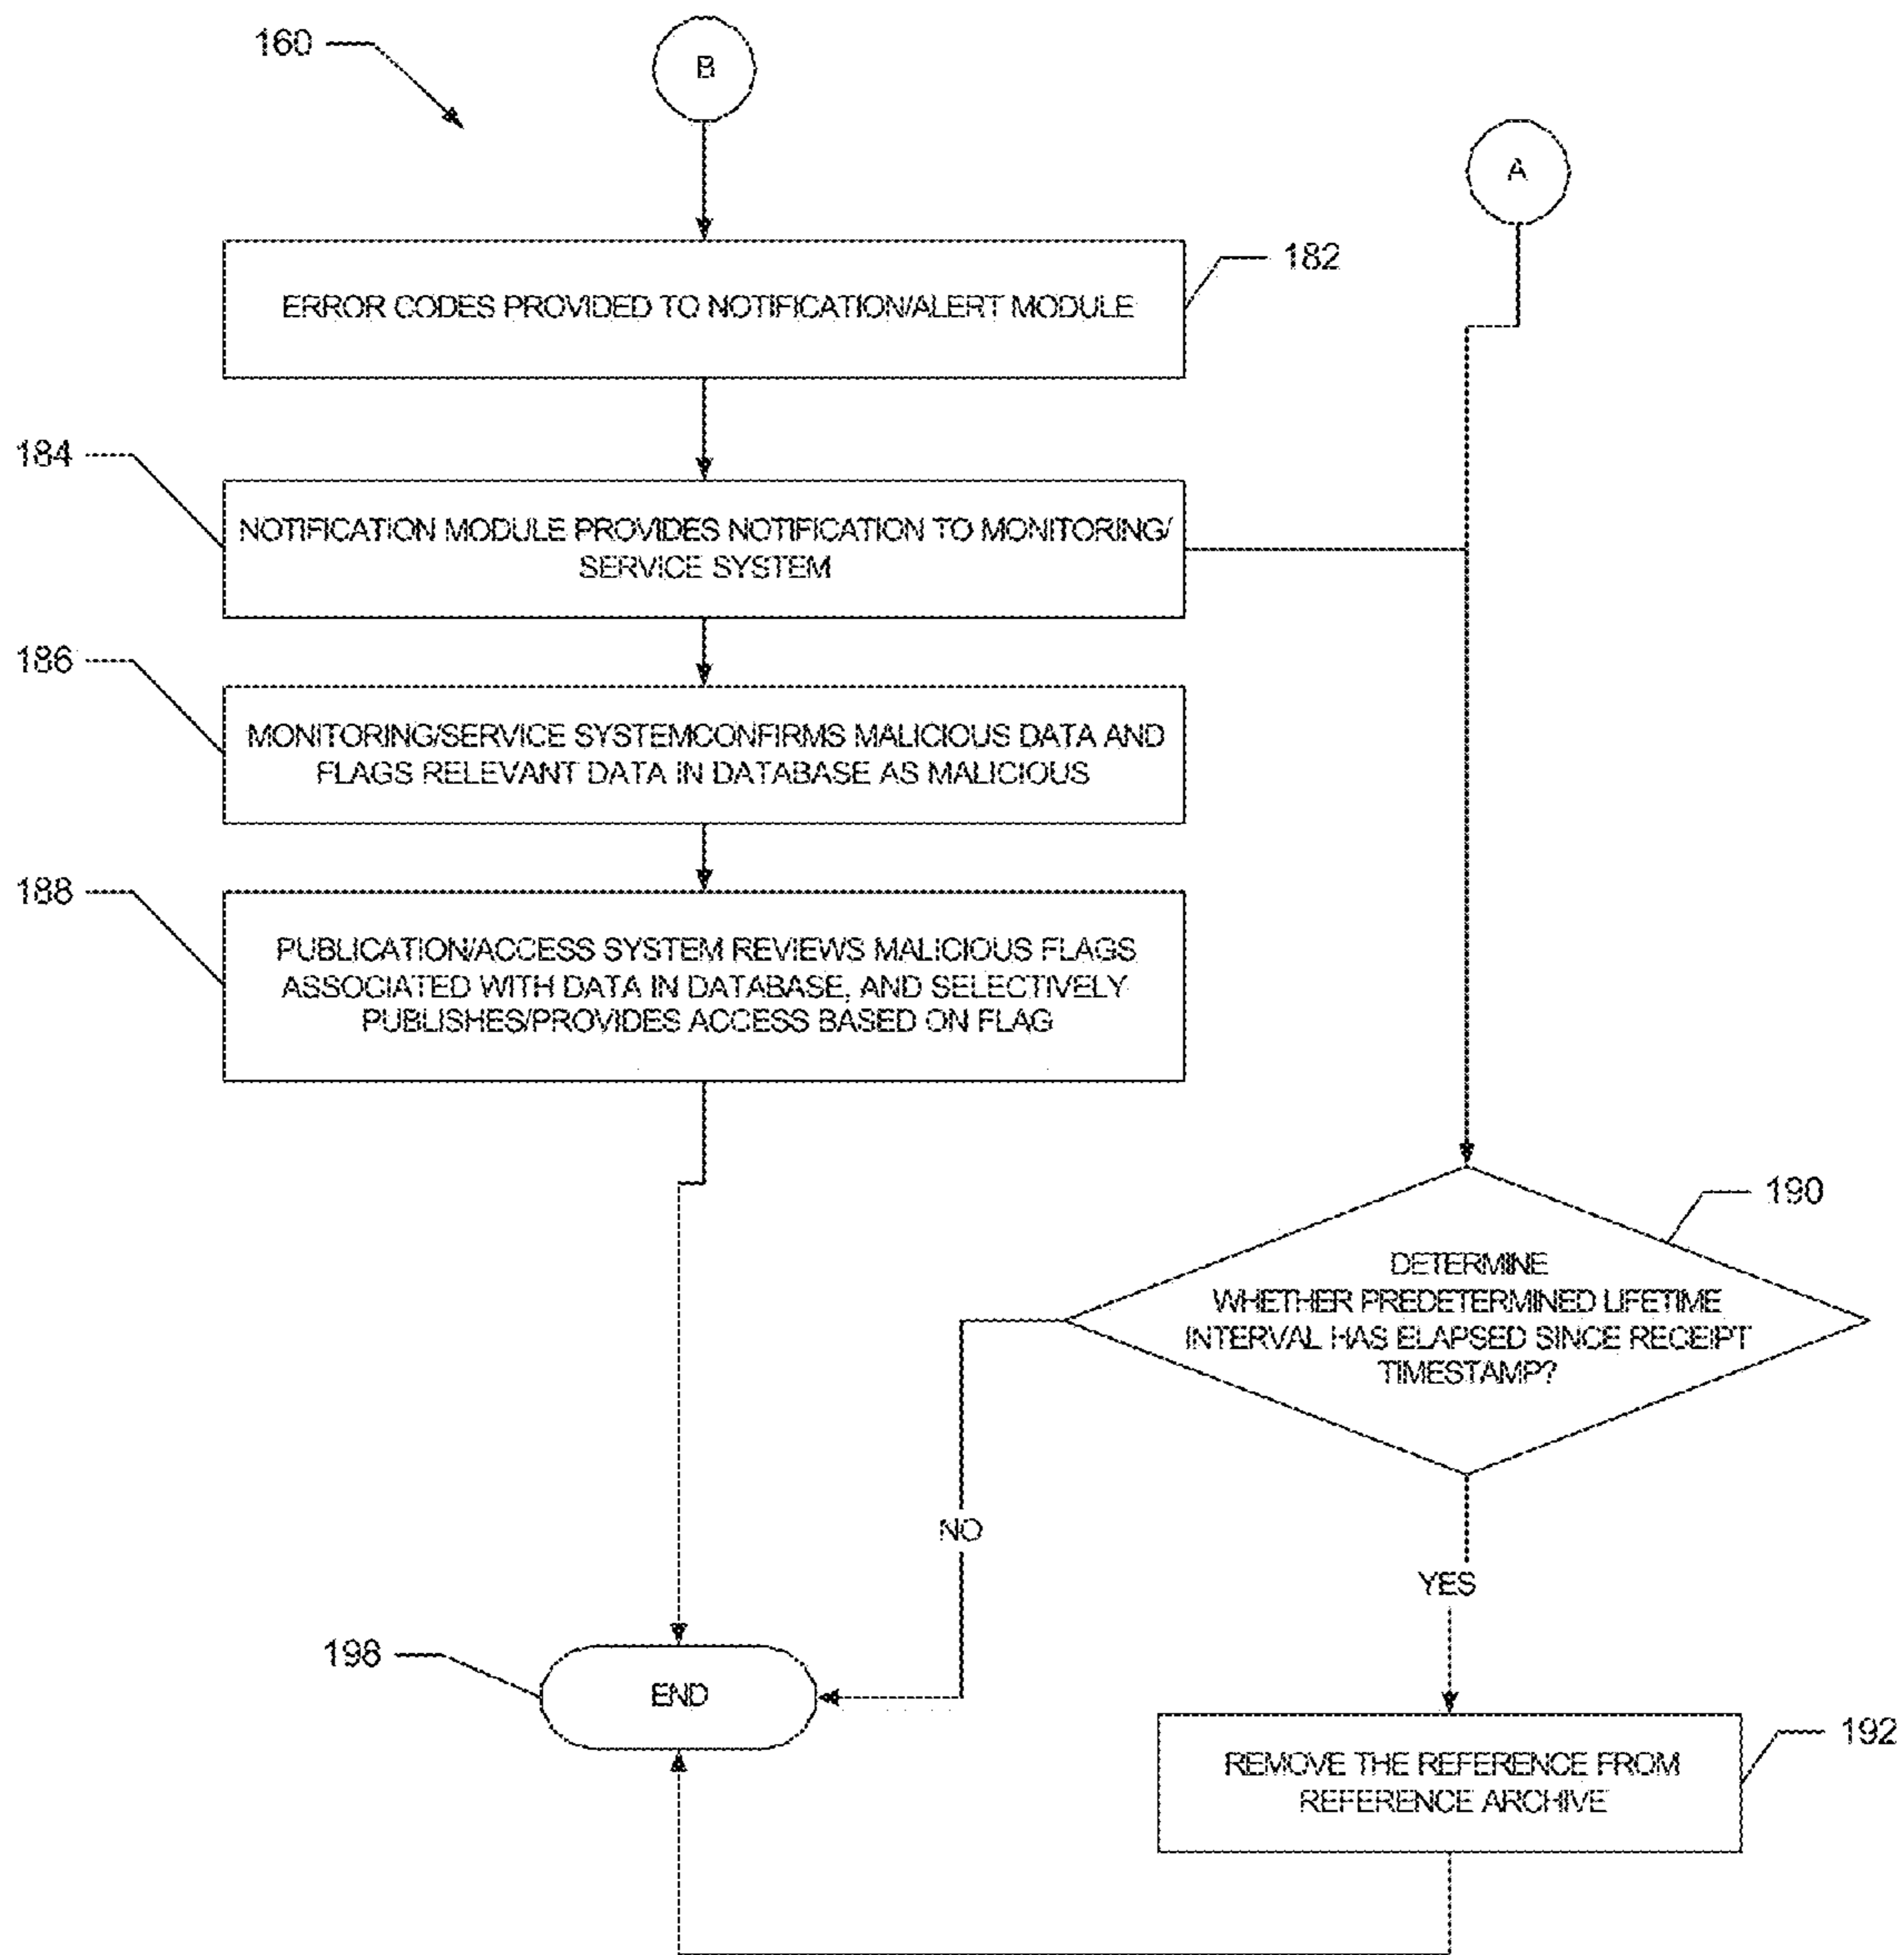 160
B
A
ERROR CODES PROVIDED TO NOTIFICATION/ALERT MODULE
182
184
NOTIFICATION MODULE PROVIDES NOTIFICATION TO MONITORING/
SERVICE SYSTEM
186
MONITORING/SERVICE SYSTEMCONFIRMS MALICIOUS DATA AND
FLAGS RELEVANT DATA IN DATABASE AS MALICIOUS
188
PUBLICATION/ACCESS SYSTEM REVIEWS MALICIOUS FLAGS
ASSOCIATED WITH DATA IN DATABASE, AND SELECTIVELY
PUBLISHES/PROVIDES ACCESS BASED ON FLAG
190
DETERMINE
WHETHER PREDETERMINED LIFETIME
INTERVAL HAS ELAPSED SINCE RECEIPT
TIMESTAMP?
NO
YES
198
END
192
REMOVE THE REFERENCE FROM
REFERENCE ARCHIVE